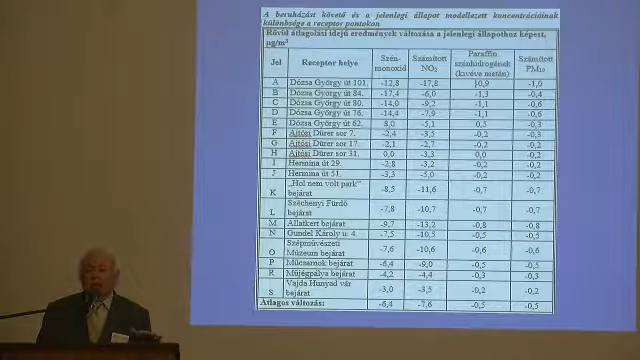 A beruházást követő és a jelenlegi állapot modellezett koncentrációinak
különbsége a receptor pontokon
Rövid átlagolási idejű eredmények változása a jelenlegi állapothoz képest,
µg/m³
Jel Receptor helye Szén-monoxid Számított NO₂ Paraffin szénhidrogének (kivéve metán) Számított PM₁₀
A Dózsa György út 101. -12,8 -17,8 -0,9 -1,0
B Dózsa György út 84. -17,4 -6,0 -1,3 -0,4
C Dózsa György út 80. -14,0 -9,2 -1,1 -0,6
D Dózsa György út 76. -14,4 -7,9 -1,1 -0,6
E Dózsa György út 62. 8,0 -5,1 0,5 -0,3
F Ajtósi Dürer sor 7. -2,4 -3,5 -0,2 -0,2
G Ajtósi Dürer sor 17. -2,1 -2,7 -0,2 -0,2
H Ajtósi Dürer sor 31. 0,0 -3,3 0,0 -0,2
I Hermina út 29. -2,8 -3,2 -0,2 -0,2
J Hermina út 51. -3,3 -5,0 -0,2 -0,2
K „Hol nem volt park" bejárat -8,5 -11,6 -0,7 -0,7
L Széchenyi Fürdő bejárat -7,8 -10,7 -0,7 -0,7
M Állatkert bejárat -9,7 -13,2 -0,8 -0,8
N Gundel Károly u. 4. -7,5 -10,3 -0,5 -0,5
O Szépművészeti Múzeum bejárat -7,6 -10,6 -0,6 -0,6
P Műcsarnok bejárat -6,4 -9,0 -0,5 -0,5
R Műjégpálya bejárat -4,2 -4,4 -0,3 -0,3
S Vajda Hunyad vár bejárat -3,0 -3,5 -0,2 -0,2
Átlagos változás: -6,4 -7,6 -0,5 -0,5